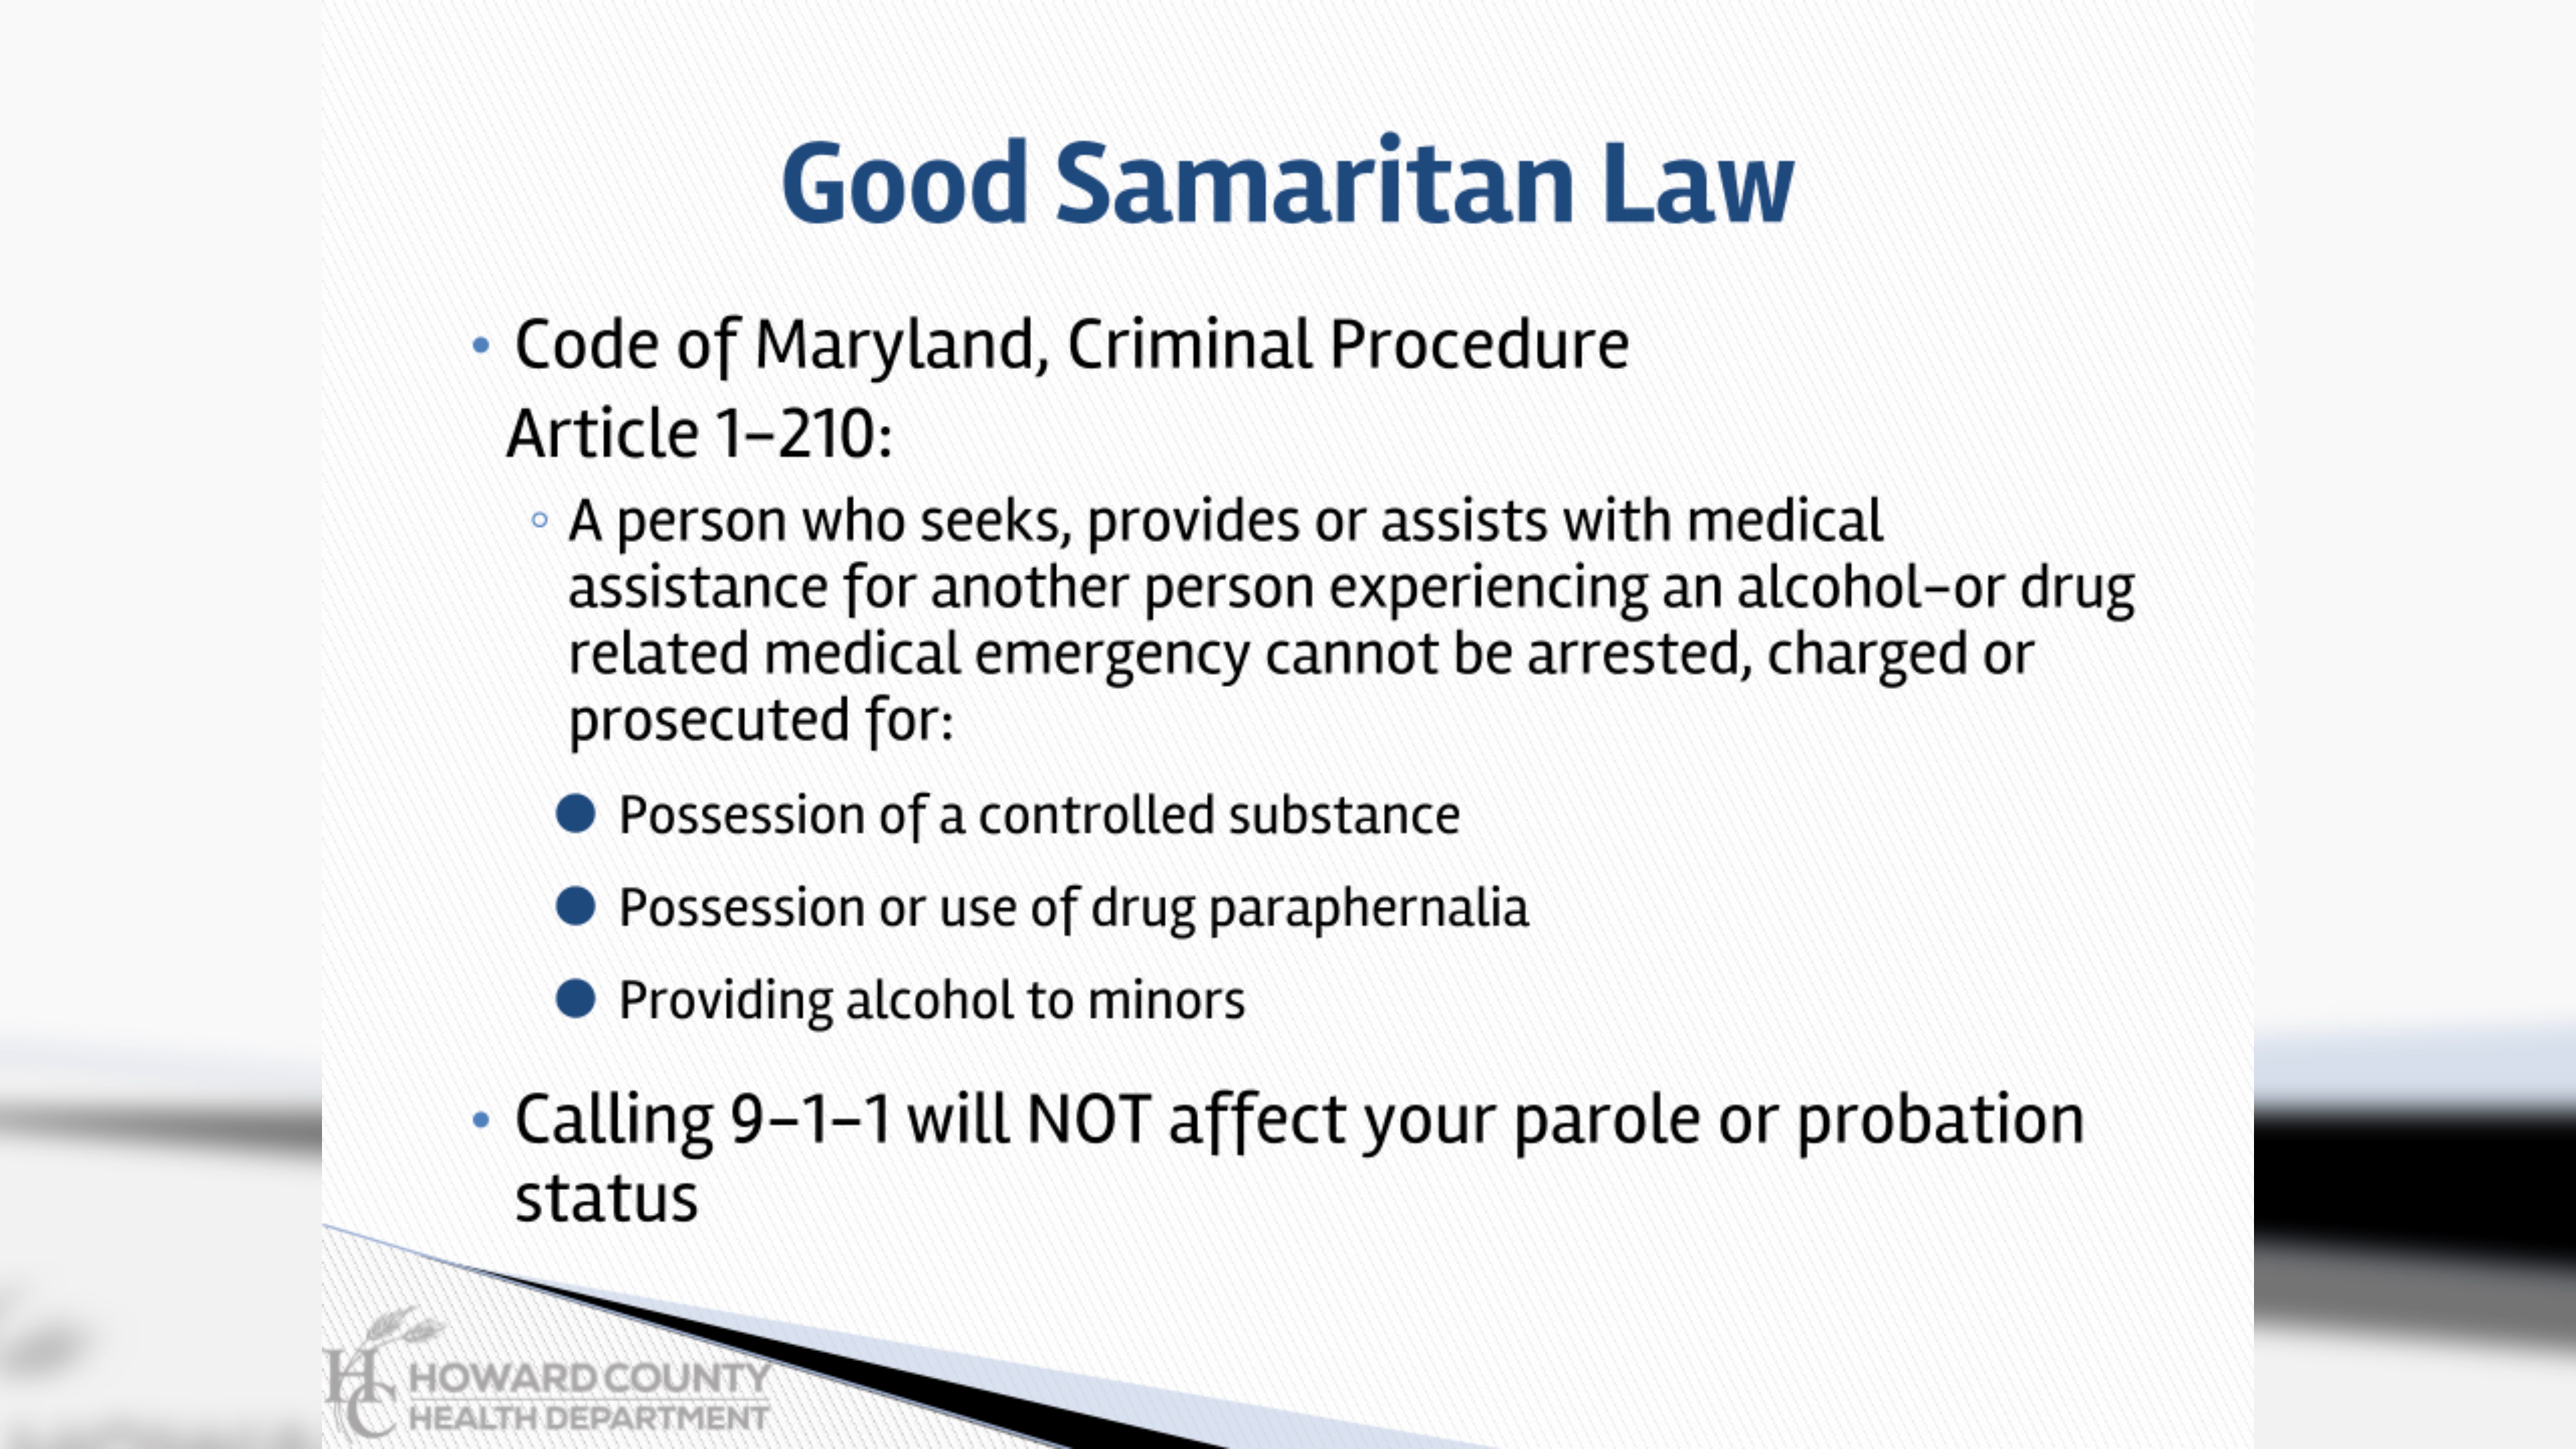 Good Samaritan Law
• Code of Maryland, Criminal Procedure
Article 1–210:
◦ A person who seeks, provides or assists with medical
assistance for another person experiencing an alcohol–or drug
related medical emergency cannot be arrested, charged or
prosecuted for:
● Possession of a controlled substance
● Possession or use of drug paraphernalia
● Providing alcohol to minors
• Calling 9–1–1 will NOT affect your parole or probation
status
HC HOWARD COUNTY
HEALTH DEPARTMENT